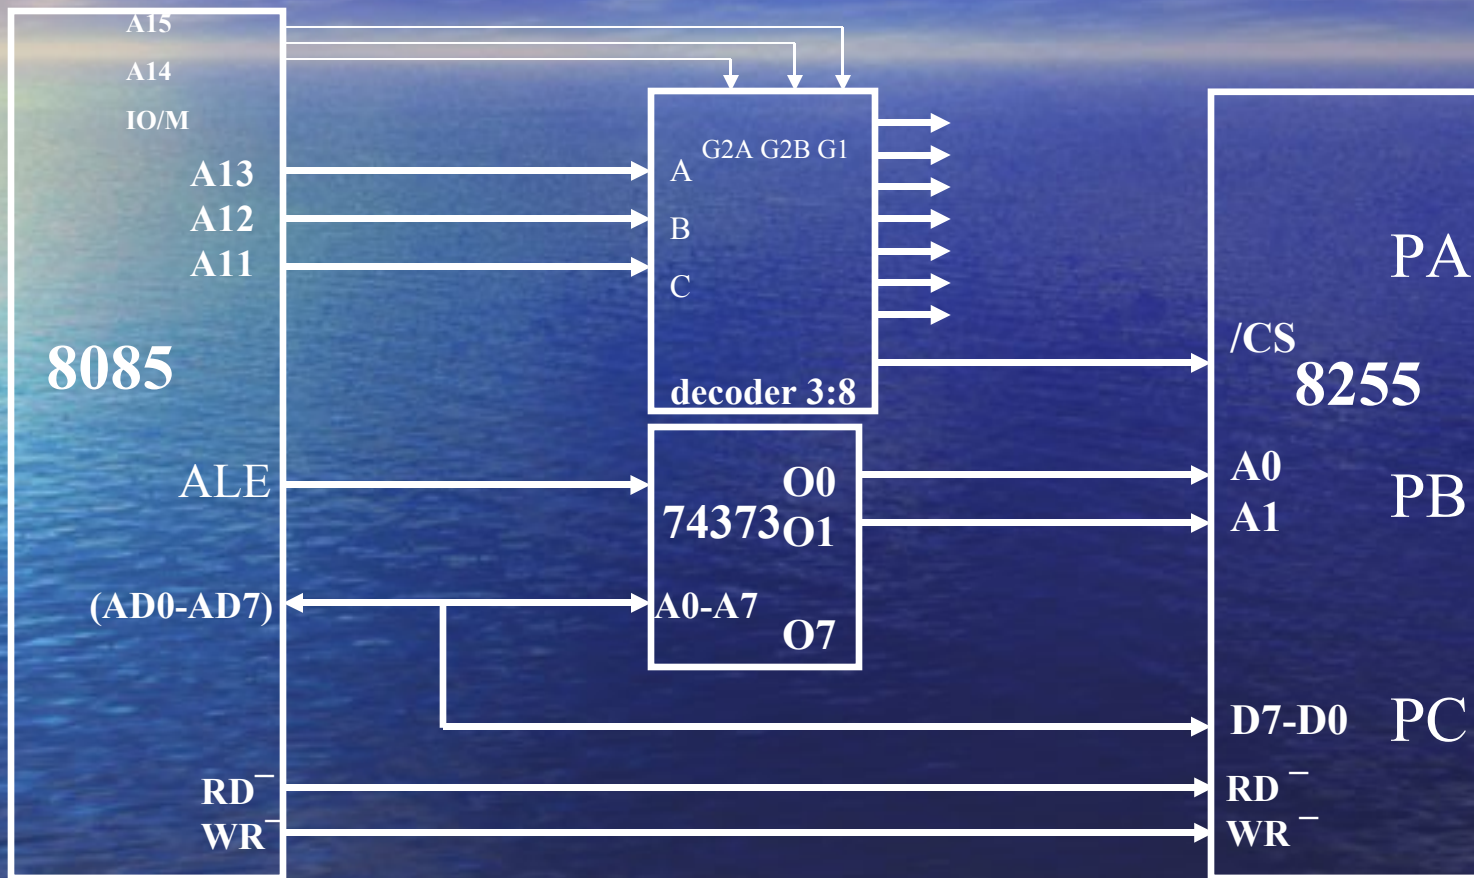 A15
A14
IO/M
A13
A12
A11
8085
ALE
(AD0-AD7)
RD¯
WR¯
G2A G2B G1
A
B
C
decoder 3:8
O0
74373
O1
A0-A7
O7
PA
/CS
8255
A0
PB
A1
D7-D0
PC
RD ¯
WR ¯